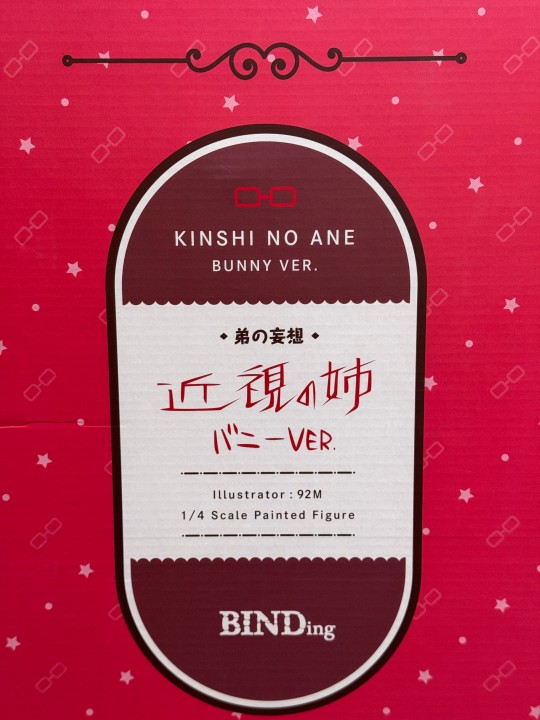 KINSHI NO ANE
BUNNY VER.
弟の妄想
近視の姉
バニーVER.
Illustrator : 92M
1/4 Scale Painted Figure
BINDing